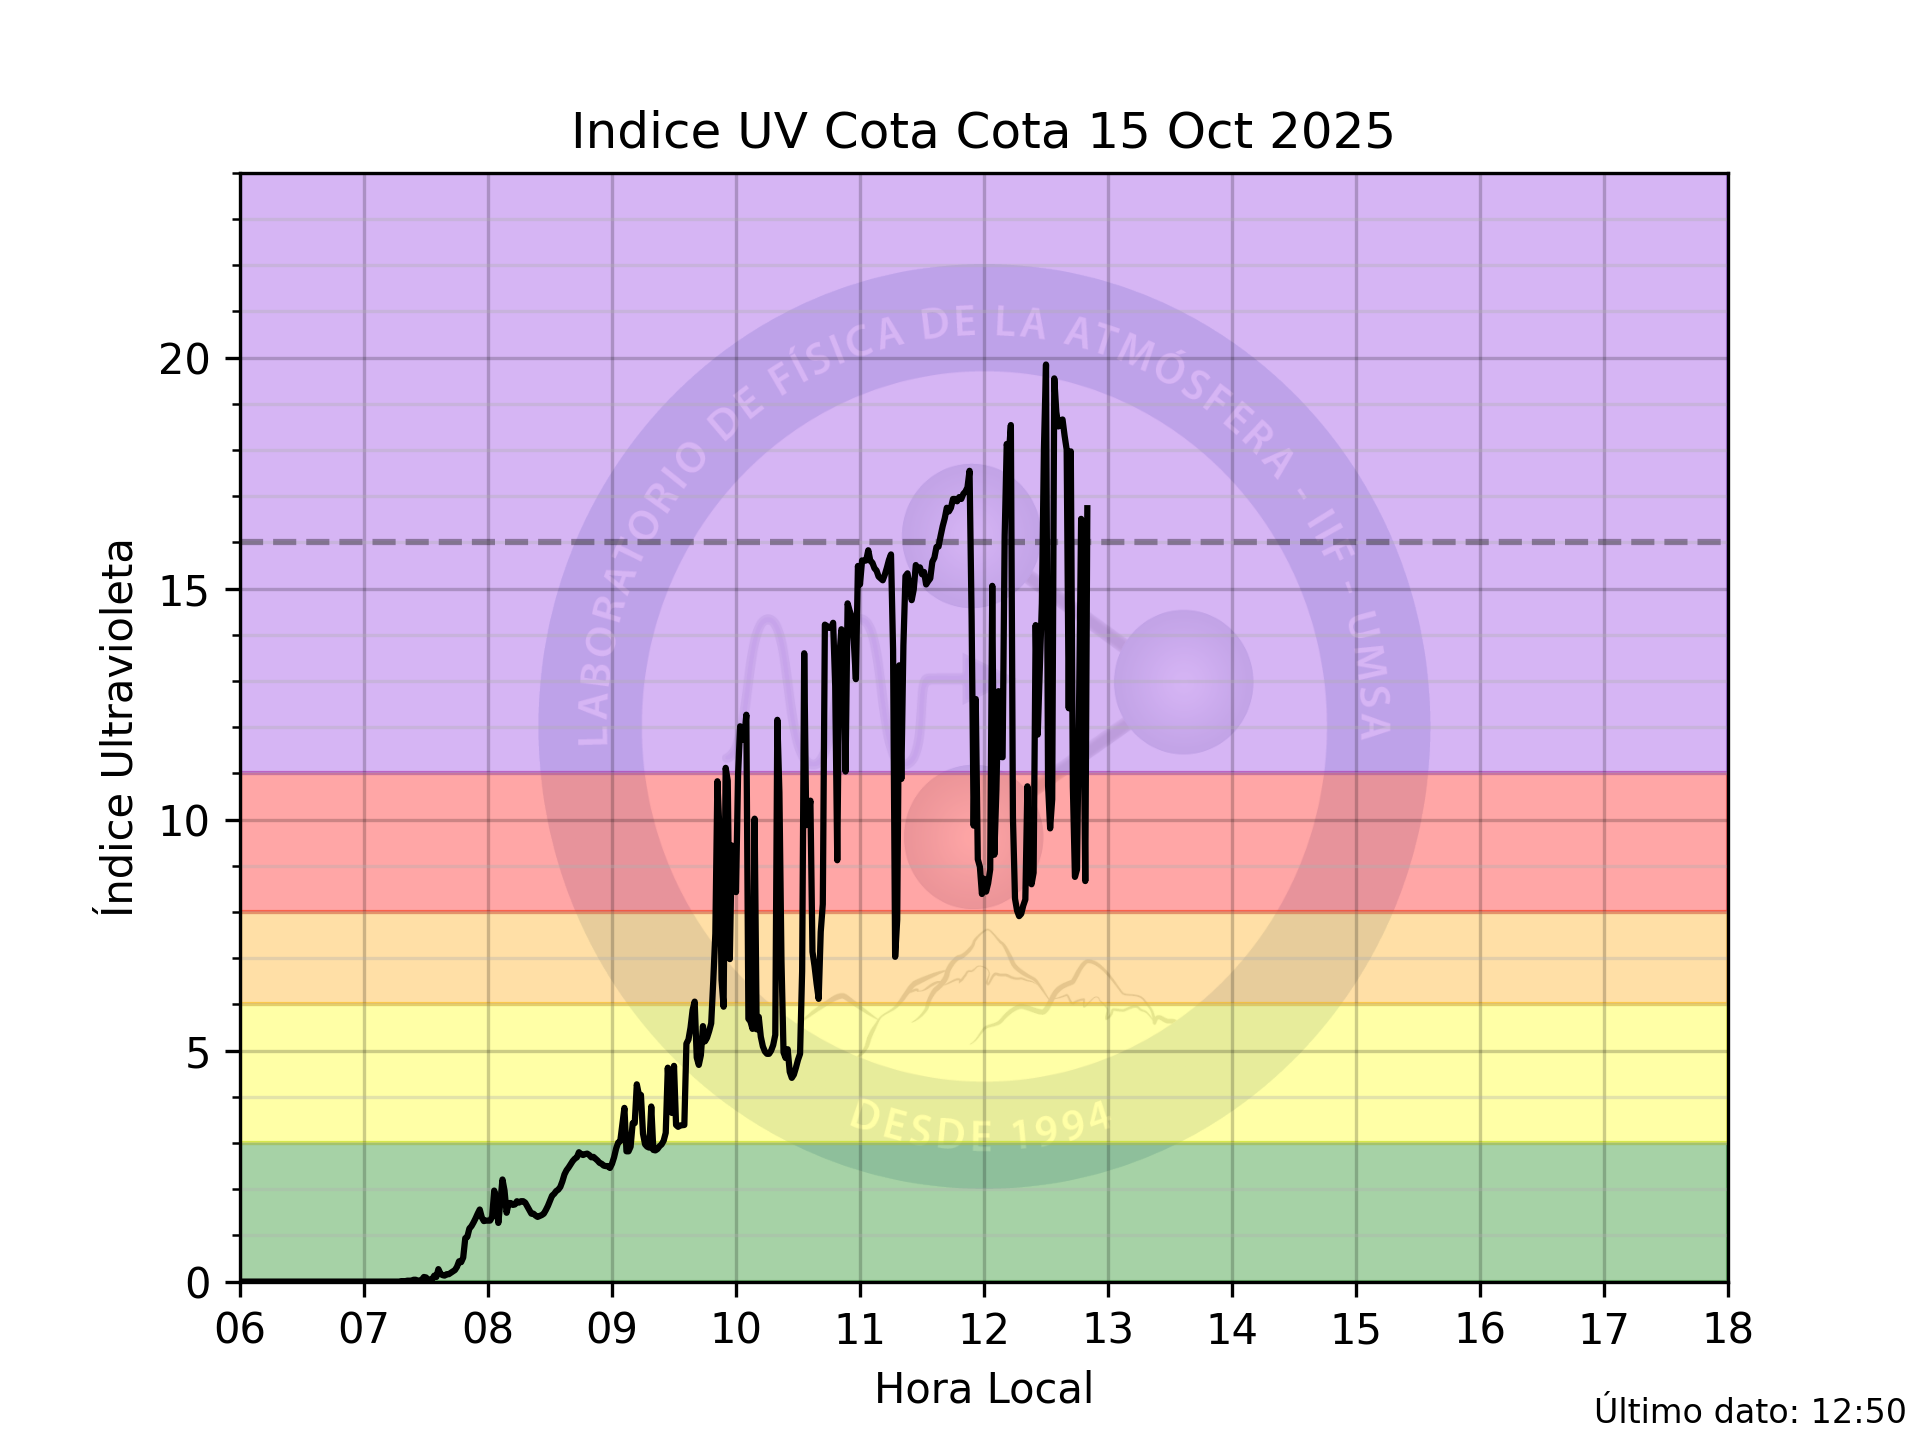 Indice UV Cota Cota 15 Oct 2025
Índice Ultravioleta
20
15
10
5
0
06 07 08 09 10 11 12 13 14 15 16 17 18
Hora Local
Último dato: 12:50
LABORATORIO DE FÍSICA DE LA ATMÓSFERA - IIF - UMSA
DESDE 1994